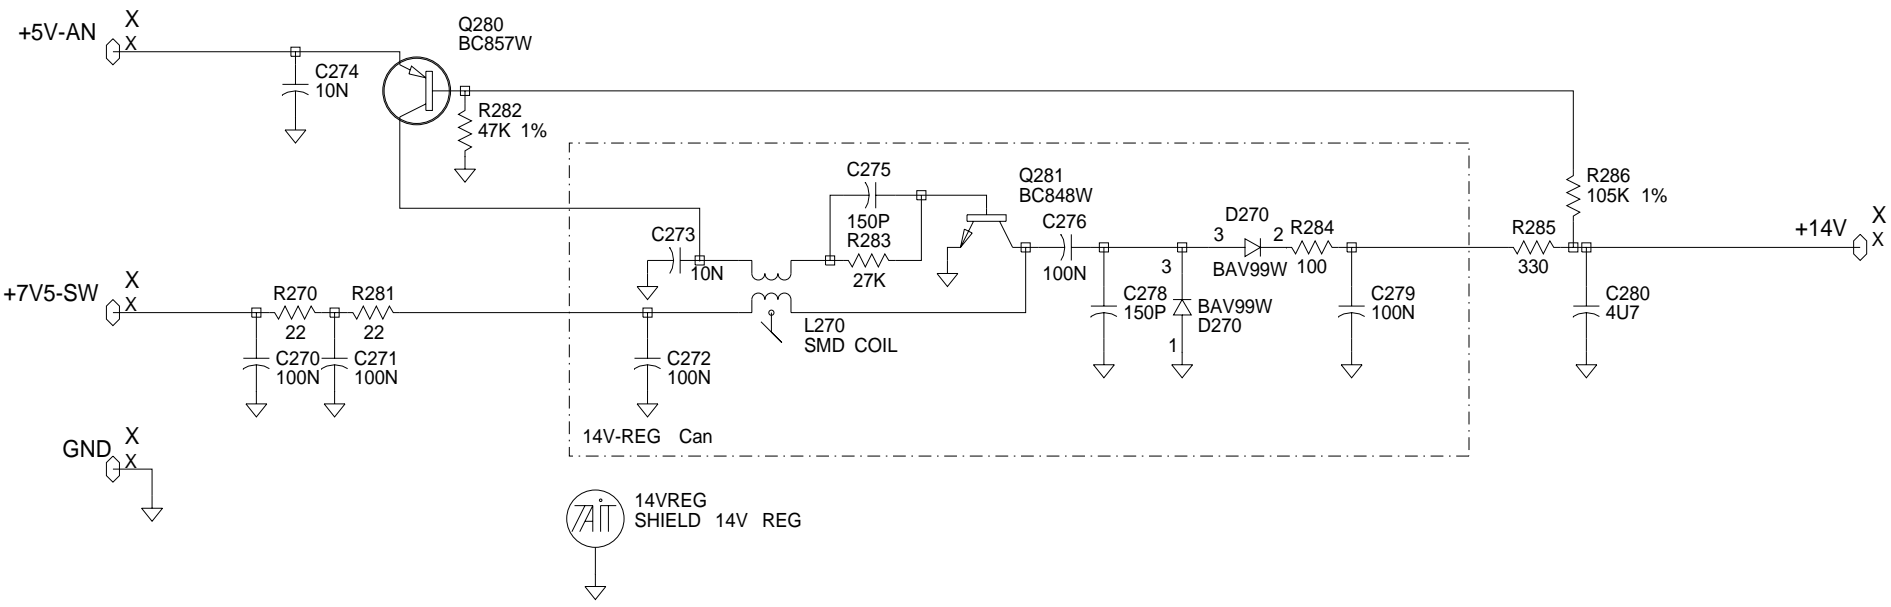 X
+5V-AN X
Q280
BC857W
C274
10N
R282
47K 1%
C275
150P
R283
27K
Q281
BC848W
C276
100N
D270
3 2
BAV99W
R284
100
R286
105K 1%
R285
330
X
+14V X
C273
10N
3
C278
150P
BAV99W
D270
1
C279
100N
C280
4U7
X
+7V5-SW X
R270
22
R281
22
C270
100N
C271
100N
C272
100N
L270
SMD COIL
14V-REG Can
X
GND X
TAIT
14VREG
SHIELD 14V REG